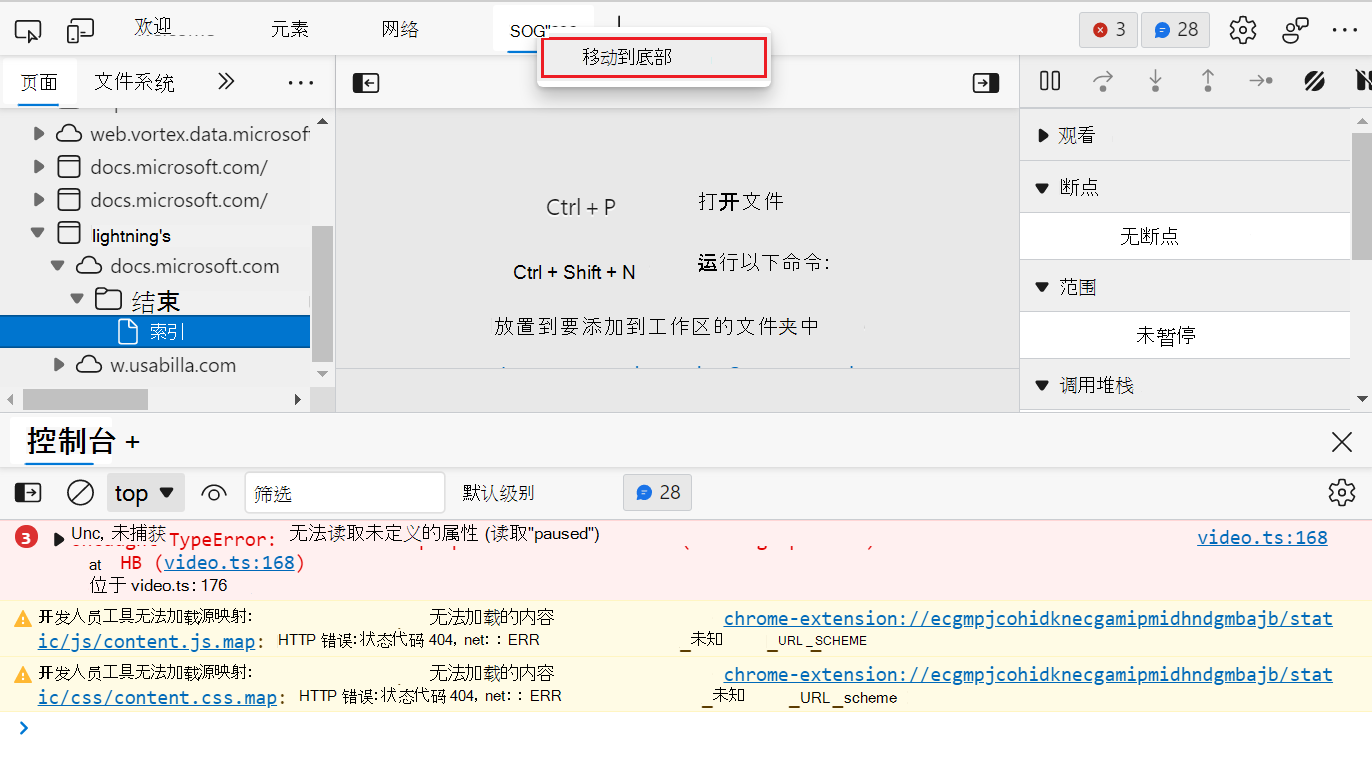 欢迎 元素 网络 3 28
移动到底部
页面 文件系统
web.vortex.data.microsof
docs.microsoft.com/
docs.microsoft.com/
lightning's
docs.microsoft.com
结束
索引
w.usabilla.com
Ctrl + P 打开文件
Ctrl + Shift + N 运行以下命令:
放置到要添加到工作区的文件夹中
观看
断点
无断点
范围
未暂停
调用堆栈
控制台 +
top 筛选 默认级别 28
3 Unc, 未捕获 TypeError: 无法读取未定义的属性 (读取"paused") video.ts:168
at HB (video.ts:168)
位于 video.ts: 176
开发人员工具无法加载源映射: 无法加载的内容 chrome-extension://ecgmpjcohidknecgamipmidhndgmbajb/stat
ic/js/content.js.map: HTTP 错误: 状态代码 404, net: : ERR _未知 _URL _SCHEME
开发人员工具无法加载源映射: 无法加载的内容 chrome-extension://ecgmpjcohidknecgamipmidhndgmbajb/stat
ic/css/content.css.map: HTTP 错误: 状态代码 404, net: : ERR _未知 _URL _scheme